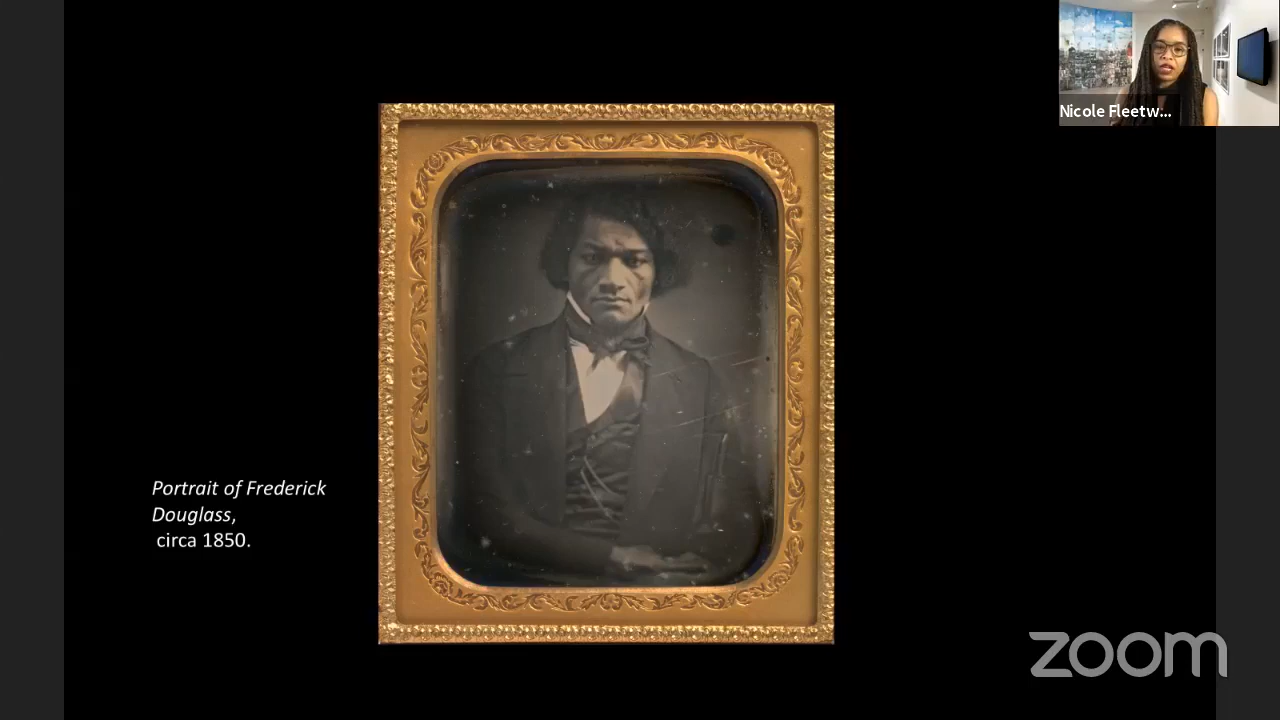 Nicole Fleetw...
Portrait of Frederick
Douglass,
circa 1850.
zoom